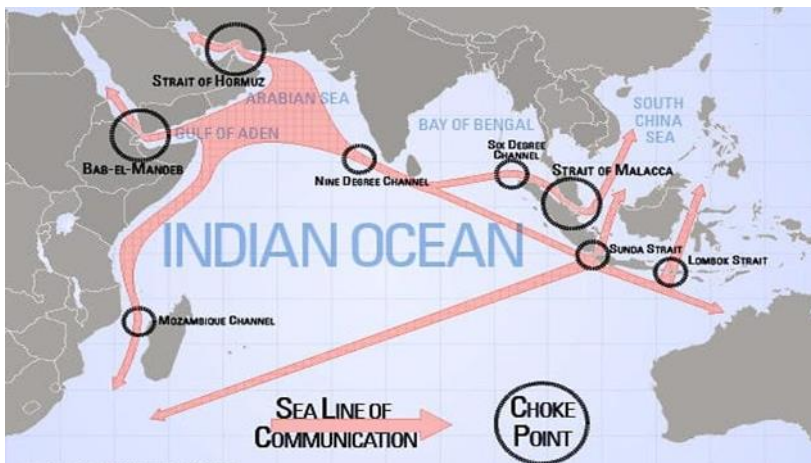 Strait of Hormuz
Arabian Sea
Gulf of Aden
Bab-el-Mandeb
Bay of Bengal
South
China
Sea
Six Degree
Channel
Nine Degree Channel
Strait of Malacca
Indian Ocean
Sunda Strait
Lombok Strait
Mozambique Channel
Sea Line of
Communication
Choke
Point